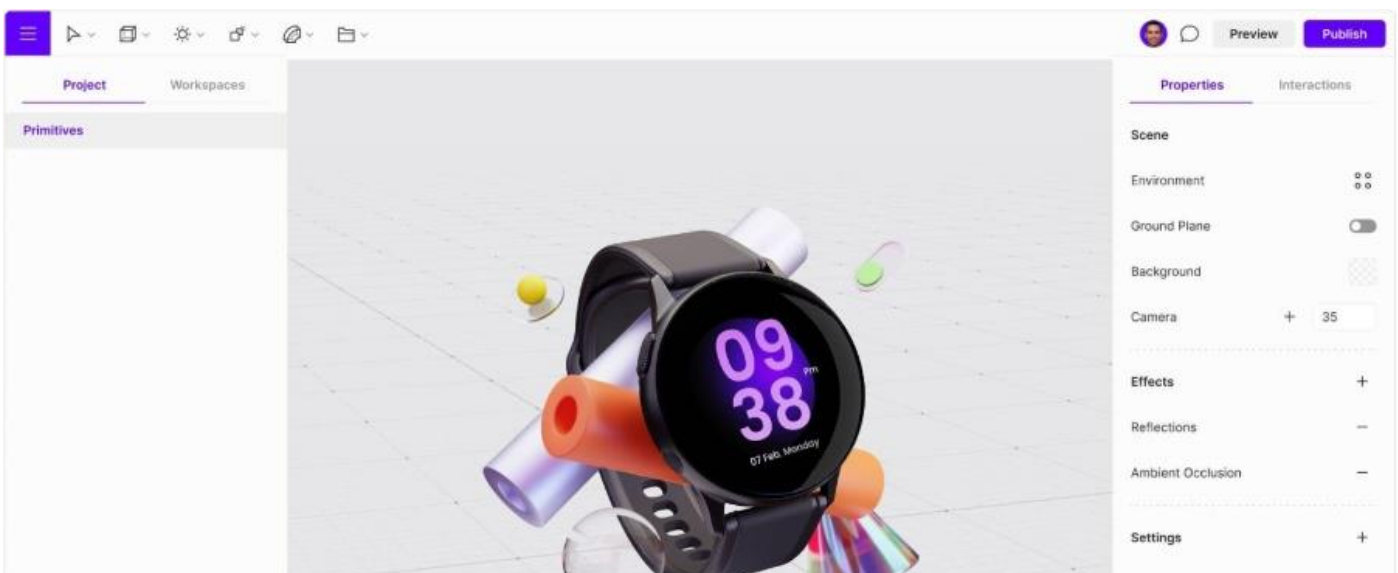 Preview
Publish
Project
Workspaces
Primitives
Properties
Interactions
Scene
Environment
Ground Plane
Background
Camera
35
Effects
Reflections
Ambient Occlusion
Settings
09
Pm
38
07 Feb. Monday